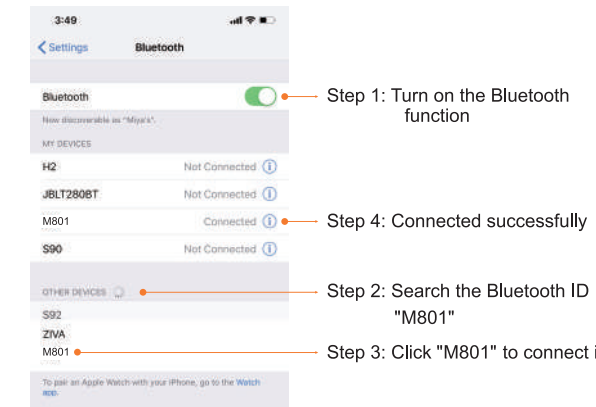 3:49
Settings
Bluetooth
Bluetooth
Step 1: Turn on the Bluetooth
function
Now discoverable as "Miya's".
MY DEVICES
H2 Not Connected
JBLT280BT Not Connected
M801 Connected
Step 4: Connected successfully
S90 Not Connected
OTHER DEVICES
Step 2: Search the Bluetooth ID
"M801"
S92
ZIVA
M801
Step 3: Click "M801" to connect i
To pair an Apple Watch with your iPhone, go to the Watch
app.